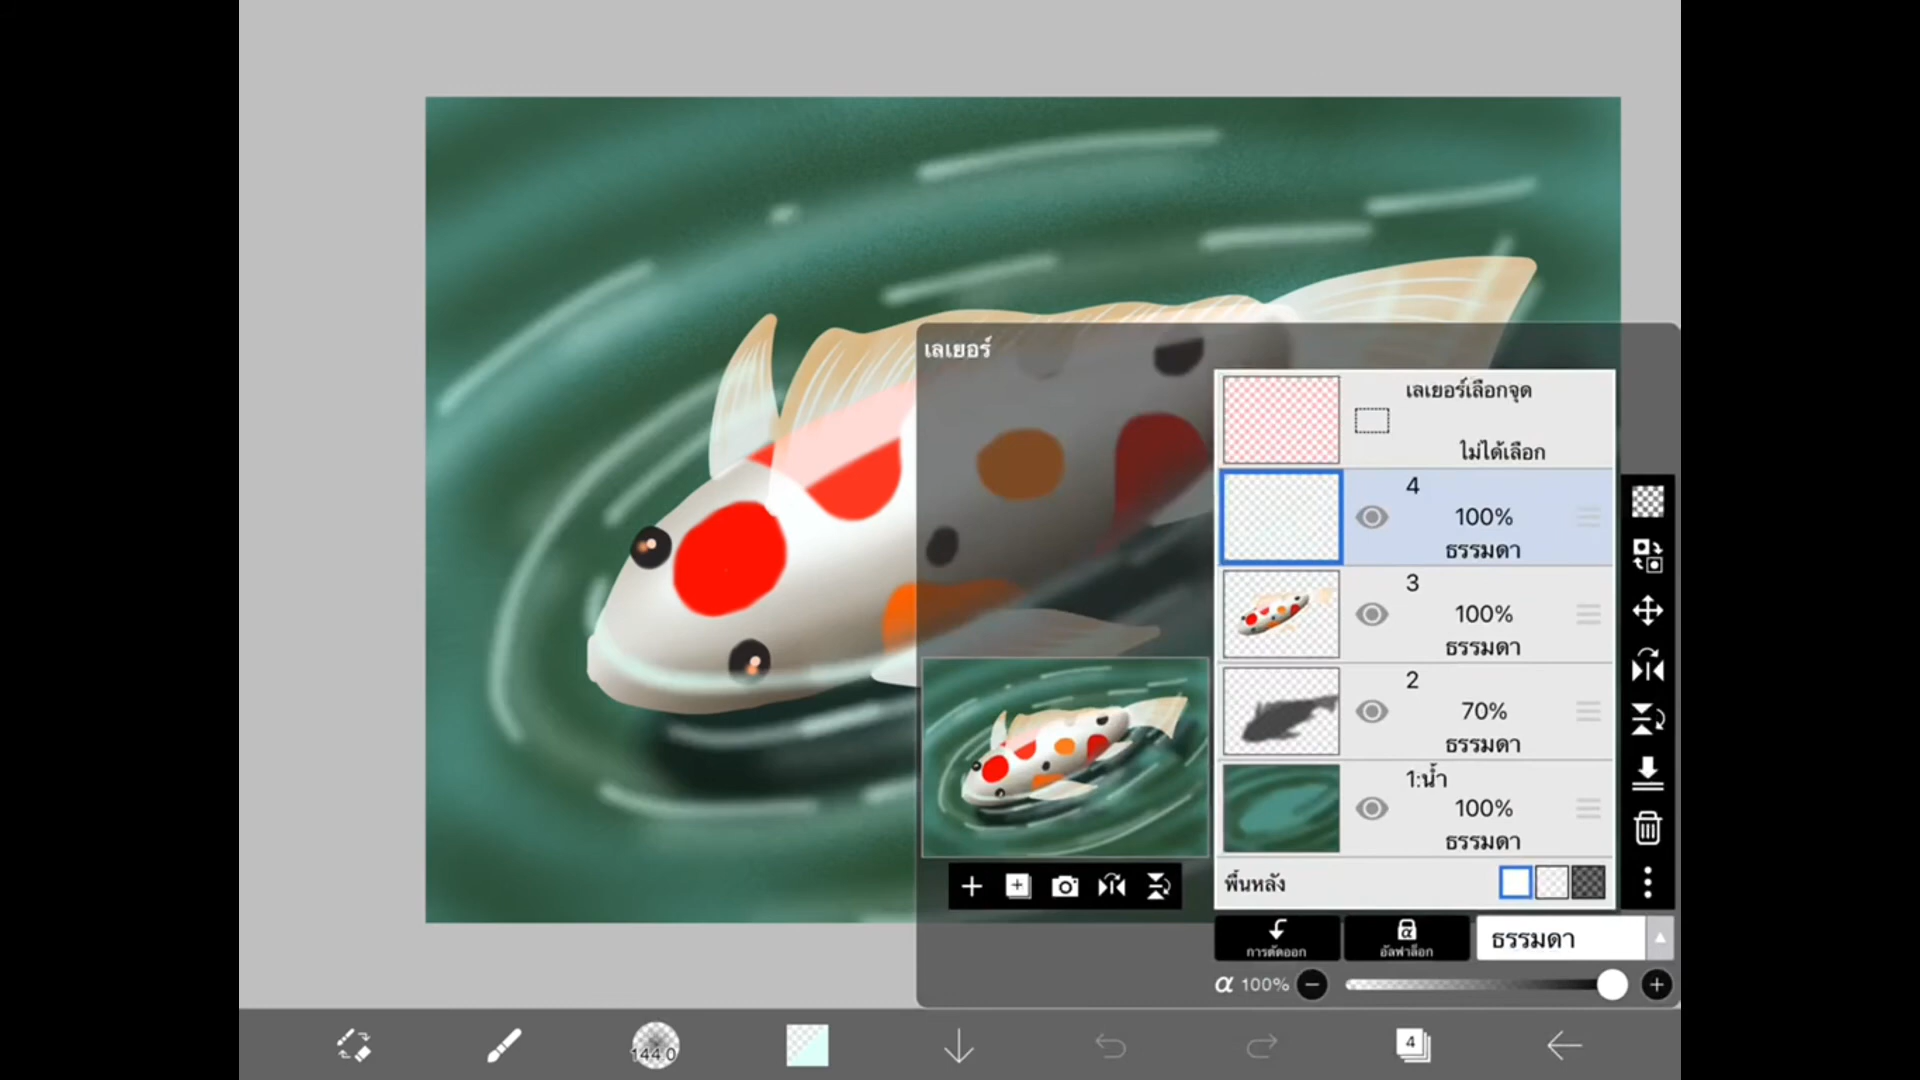 เลเยอร์
เลเยอร์เลือกจุด
ไม่ได้เลือก
4
100%
ธรรมดา
3
100%
ธรรมดา
2
70%
ธรรมดา
1:น้ำ
100%
ธรรมดา
พื้นหลัง
การตัดออก
อัลฟาล็อก
ธรรมดา
α 100%
144.0
4